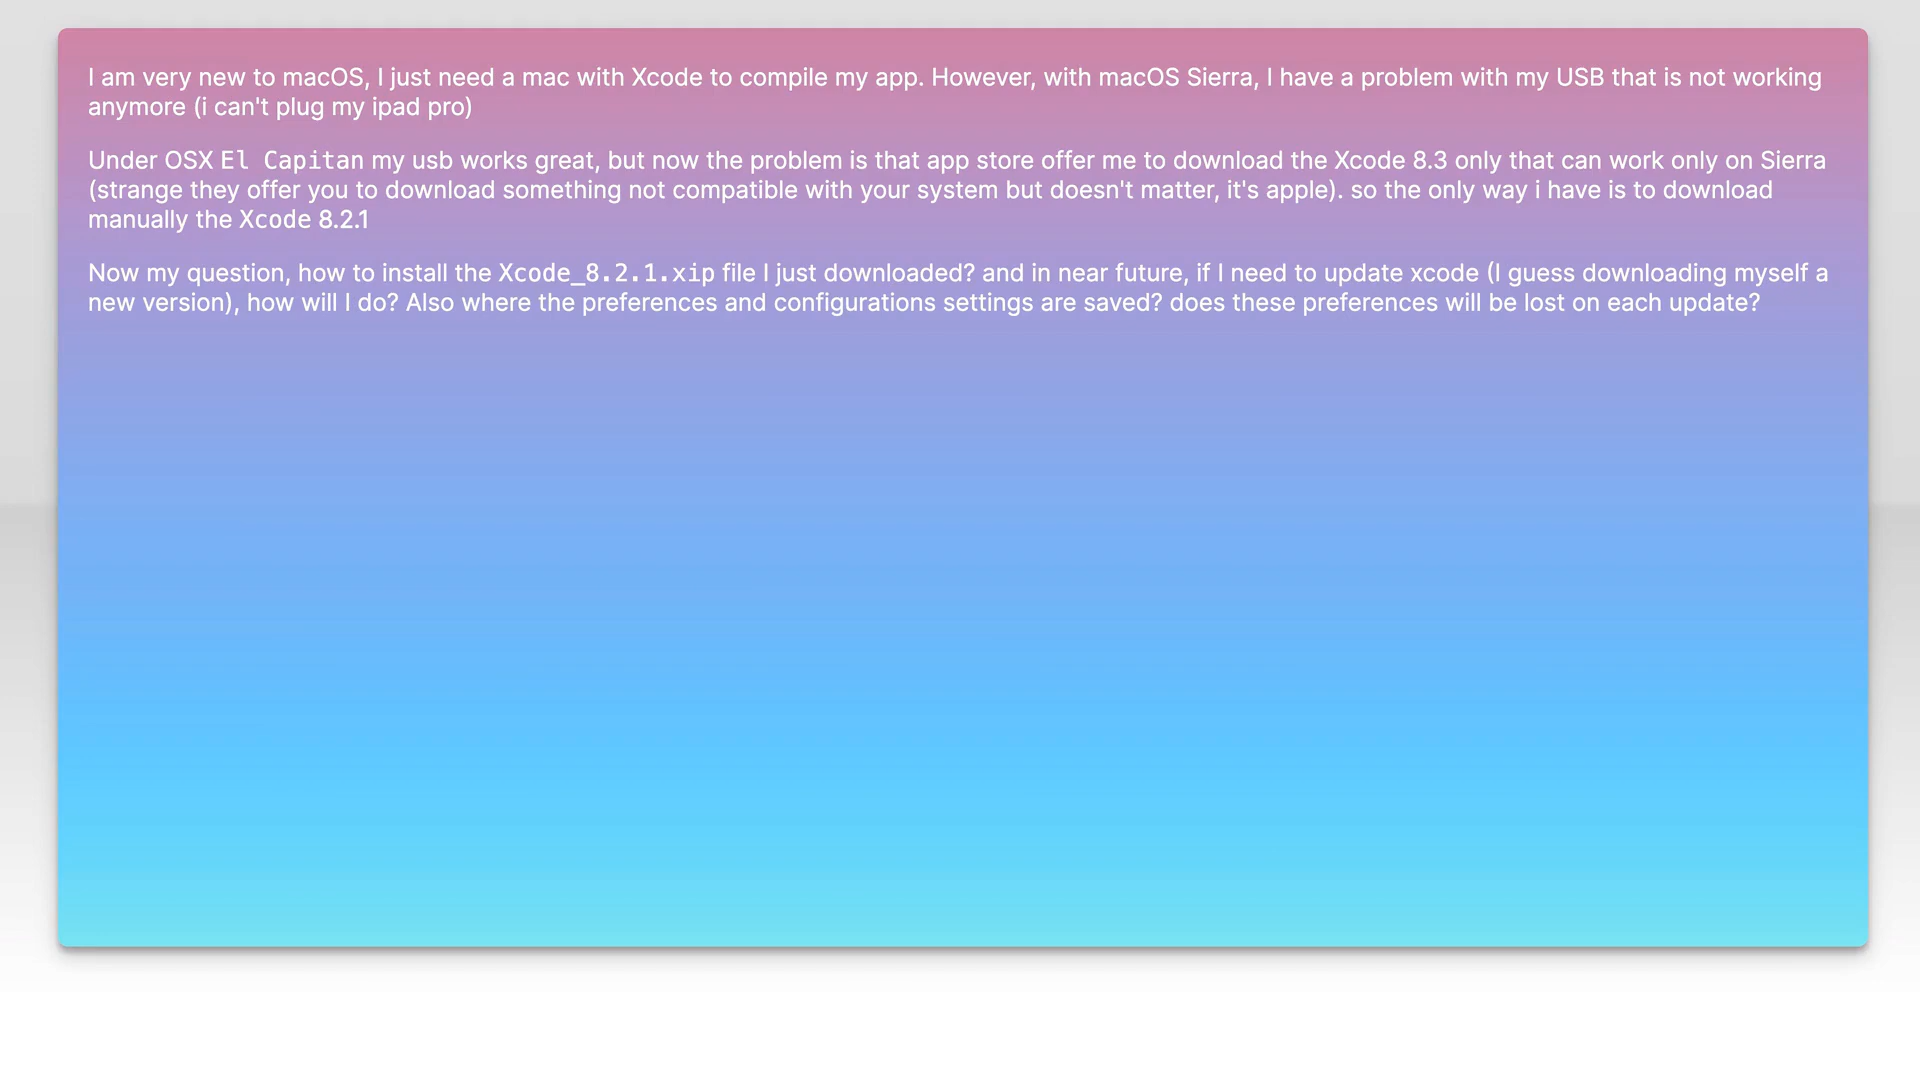 I am very new to macOS, I just need a mac with Xcode to compile my app. However, with macOS Sierra, I have a problem with my USB that is not working
anymore (i can't plug my ipad pro)
Under OSX El Capitan my usb works great, but now the problem is that app store offer me to download the Xcode 8.3 only that can work only on Sierra
(strange they offer you to download something not compatible with your system but doesn't matter, it's apple). so the only way i have is to download
manually the Xcode 8.2.1
Now my question, how to install the Xcode_8.2.1.xip file I just downloaded? and in near future, if I need to update xcode (I guess downloading myself a
new version), how will I do? Also where the preferences and configurations settings are saved? does these preferences will be lost on each update?